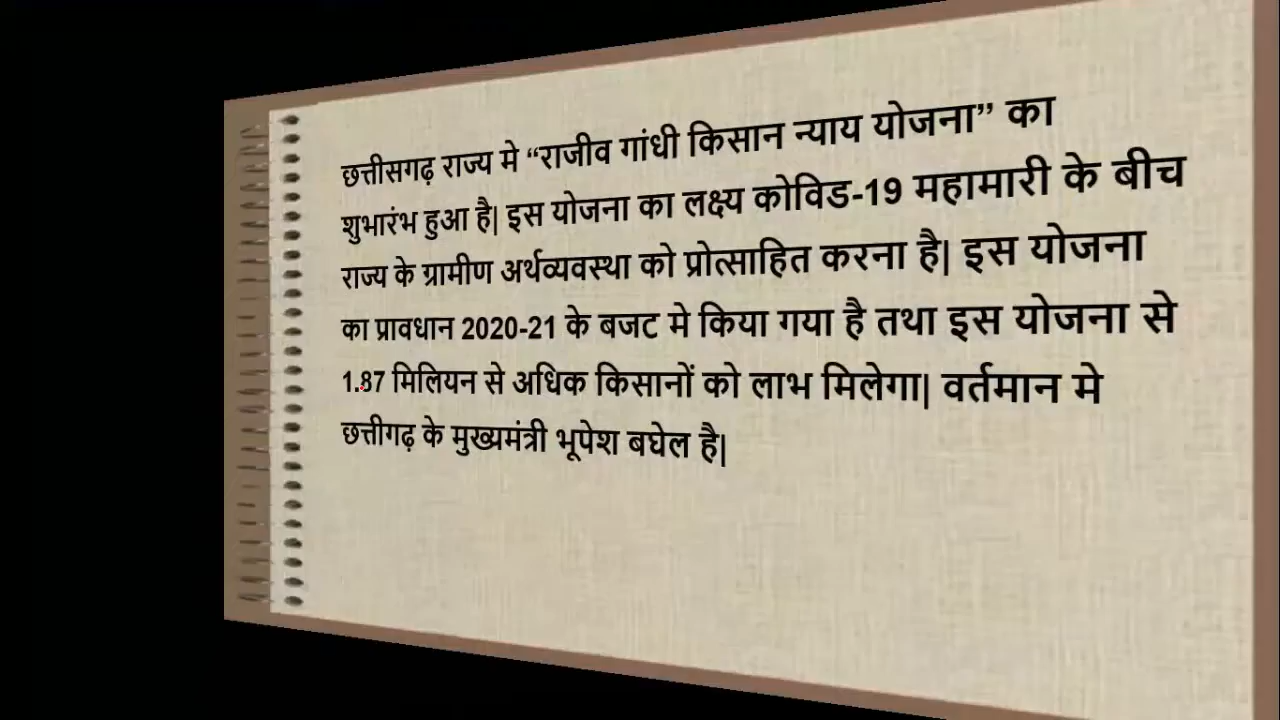 छत्तीसगढ़ राज्य मे “राजीव गांधी किसान न्याय योजना” का
शुभारंभ हुआ है| इस योजना का लक्ष्य कोविड-19 महामारी के बीच
राज्य के ग्रामीण अर्थव्यवस्था को प्रोत्साहित करना है| इस योजना
का प्रावधान 2020-21 के बजट मे किया गया है तथा इस योजना से
1.87 मिलियन से अधिक किसानों को लाभ मिलेगा| वर्तमान मे
छत्तीगढ़ के मुख्यमंत्री भूपेश बघेल है|